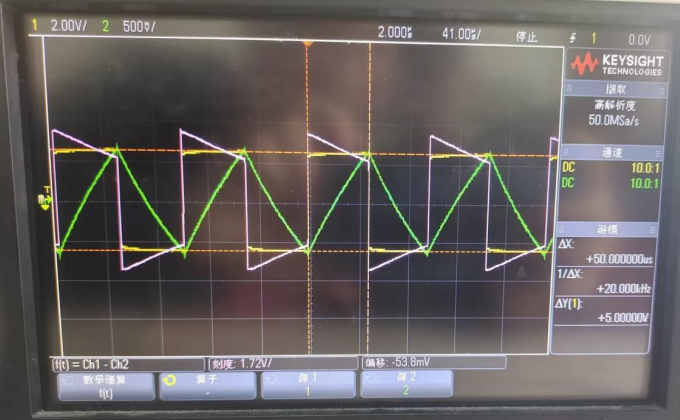 1 2.00V/ 2 500mV/ 2.000ms 41.00s/ 停止 1 0.0V
KEYSIGHT
TECHNOLOGIES
擷取
高解析度
50.0MSa/s
通道
DC 10.0:1
DC 10.0:1
游標
ΔX:
+50.000000us
1/ΔX:
+20.000kHz
ΔY(1):
+5.00000V
f(t) = Ch1 - Ch2 刻度: 1.72V/ 偏移: -53.8mV
數學運算 算子 源 1 源 2
f(t) - 1 2